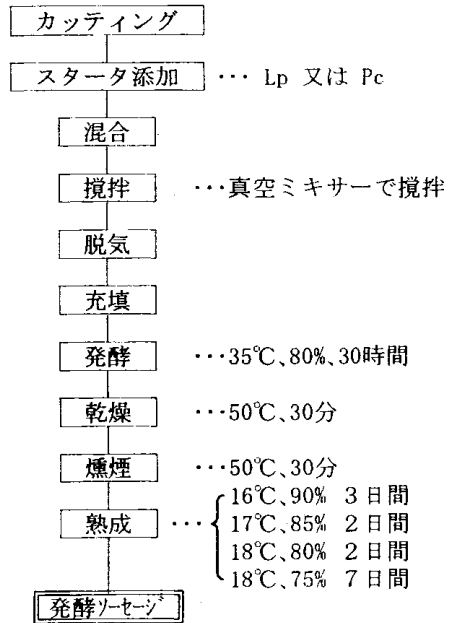 カッティング
スタータ添加 ··· Lp 又は Pc
混合
撹拌 ···真空ミキサーで撹拌
脱気
充填
発酵 ···35℃、80%、30時間
乾燥 ···50℃、30分
燻煙 ···50℃、30分
16℃、90% 3日間
熟成 ··· 17℃、85% 2日間
18℃、80% 2日間
18℃、75% 7日間
発酵ソーセージ